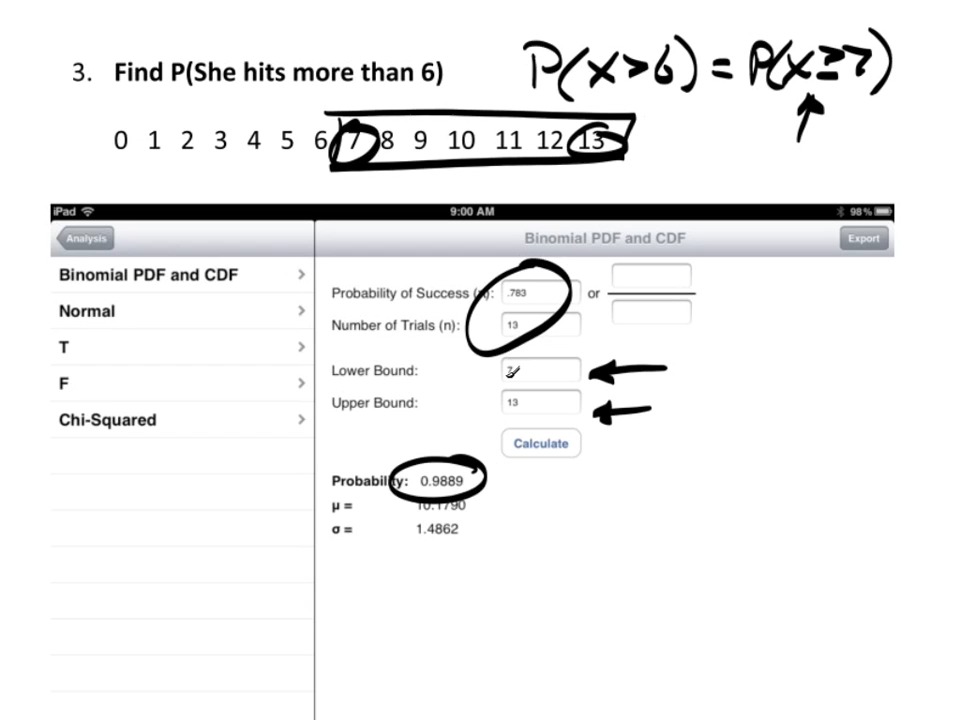 3. Find P(She hits more than 6)
P(x>6) = P(x≥7)
0 1 2 3 4 5 6 7 8 9 10 11 12 13
iPad 9:00 AM 98%
Analysis Binomial PDF and CDF Export
Binomial PDF and CDF
Normal
T
F
Chi-Squared
Probability of Success (π): .783 or
Number of Trials (n): 13
Lower Bound: 7
Upper Bound: 13
Calculate
Probability: 0.9889
μ = 10.1790
σ = 1.4862